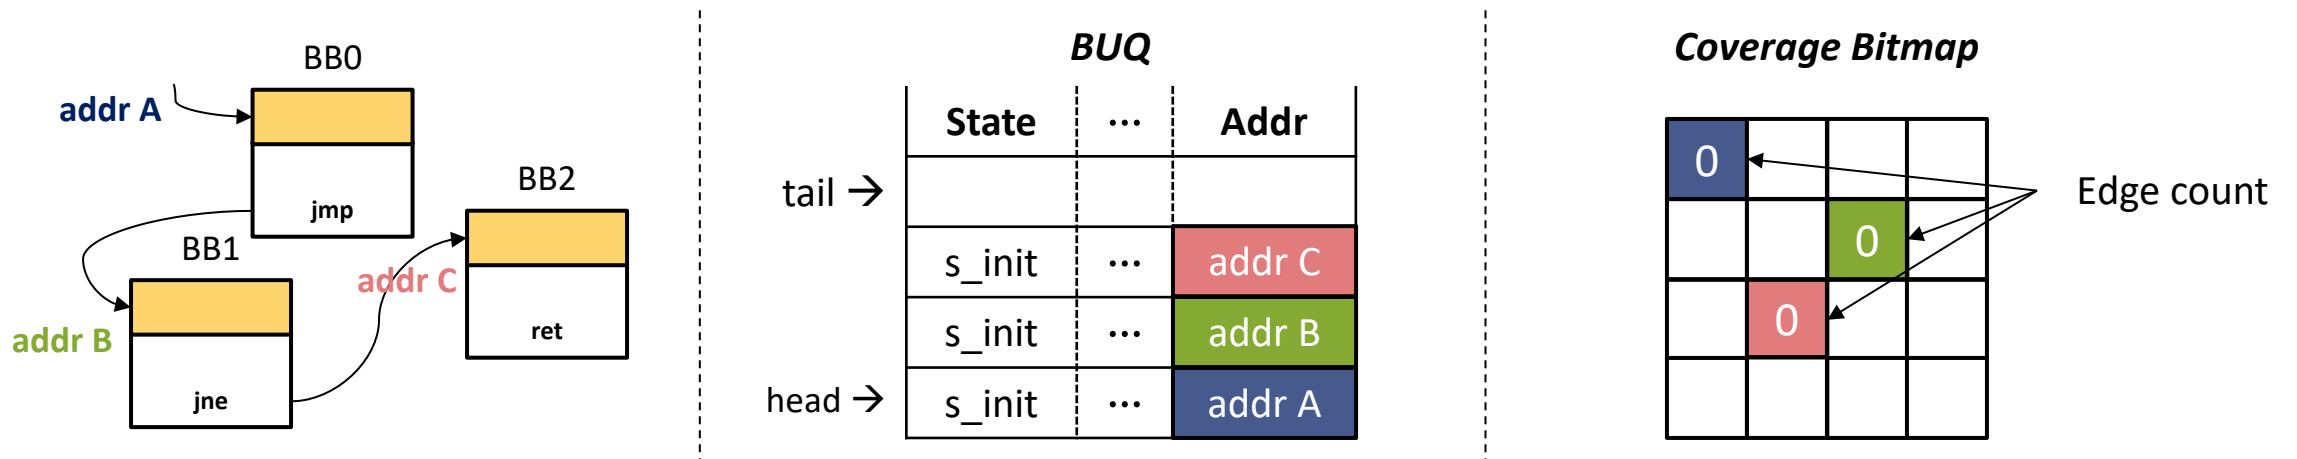 BB0
addr A
jmp
BB1
addr B
jne
BB2
addr C
ret
BUQ
State ... Addr
tail →
s_init ... addr C
s_init ... addr B
head → s_init ... addr A
Coverage Bitmap
0
0
0
Edge count